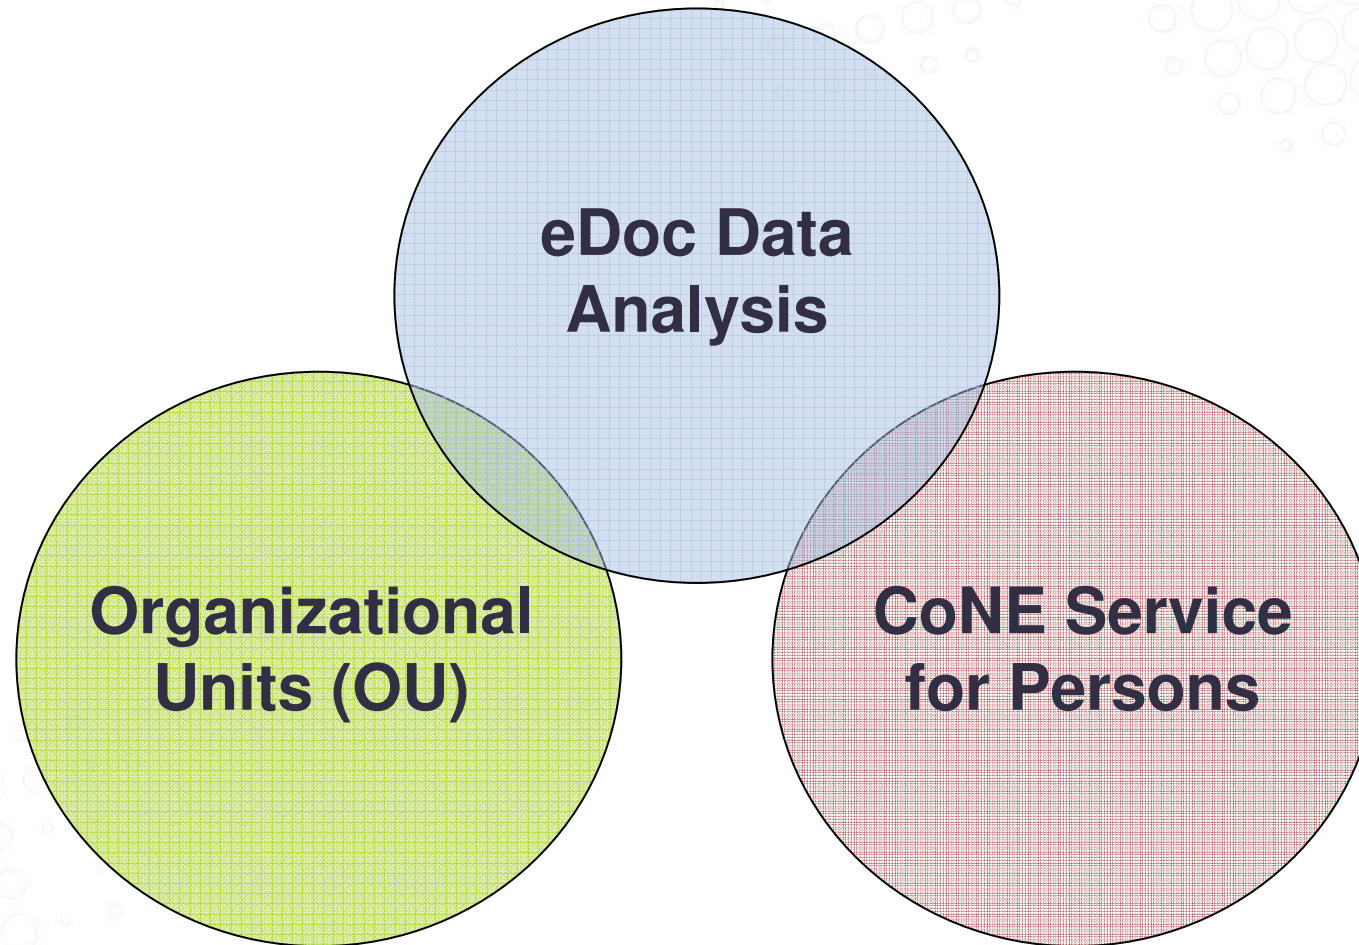 eDoc Data
Analysis
Organizational
Units (OU)
CoNE Service
for Persons